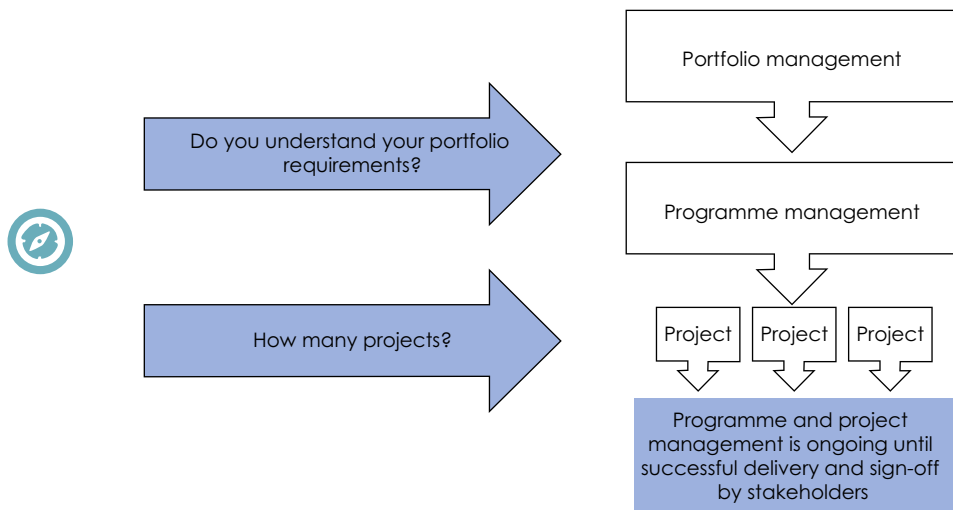 Portfolio management
Do you understand your portfolio
requirements?
Programme management
How many projects?
Project
Project
Project
Programme and project
management is ongoing until
successful delivery and sign-off
by stakeholders